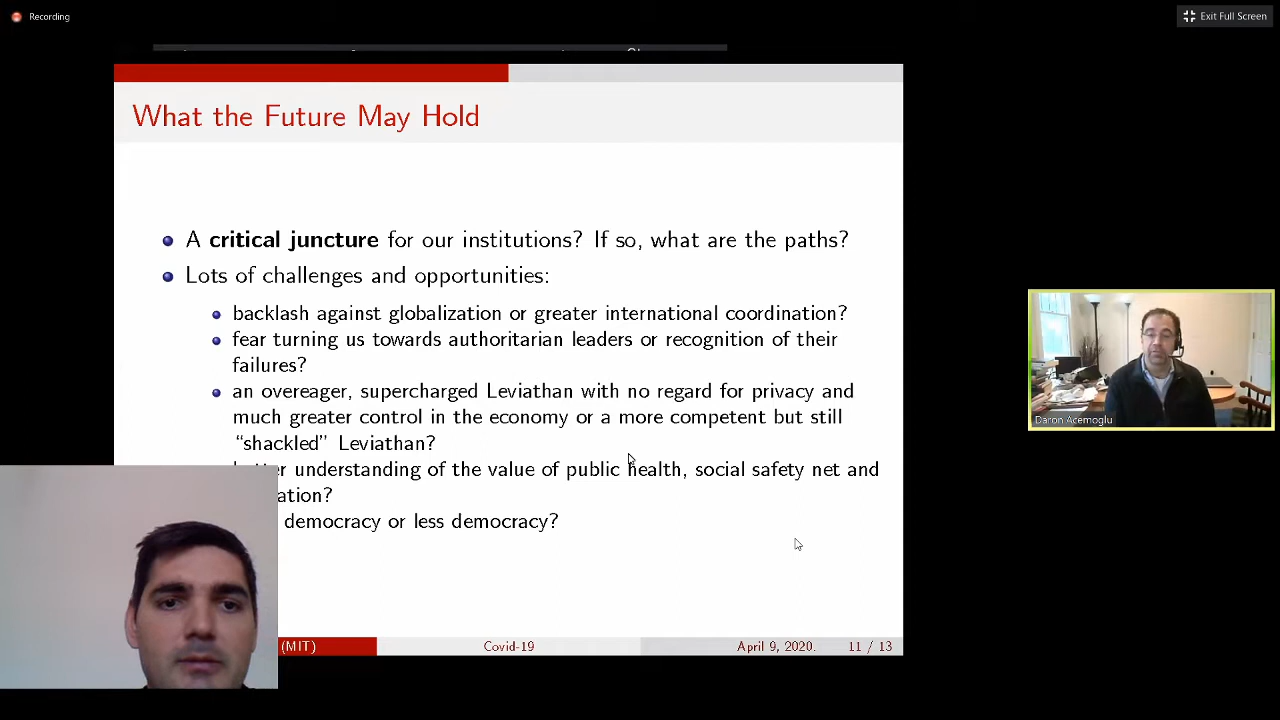 Recording
Exit Full Screen
What the Future May Hold
A critical juncture for our institutions? If so, what are the paths?
Lots of challenges and opportunities:
backlash against globalization or greater international coordination?
fear turning us towards authoritarian leaders or recognition of their
failures?
an overeager, supercharged Leviathan with no regard for privacy and
much greater control in the economy or a more competent but still
“shackled” Leviathan?
understanding of the value of public health, social safety net and
democracy or less democracy?
Daron Acemoglu
(MIT) Covid-19 April 9, 2020. 11 / 13